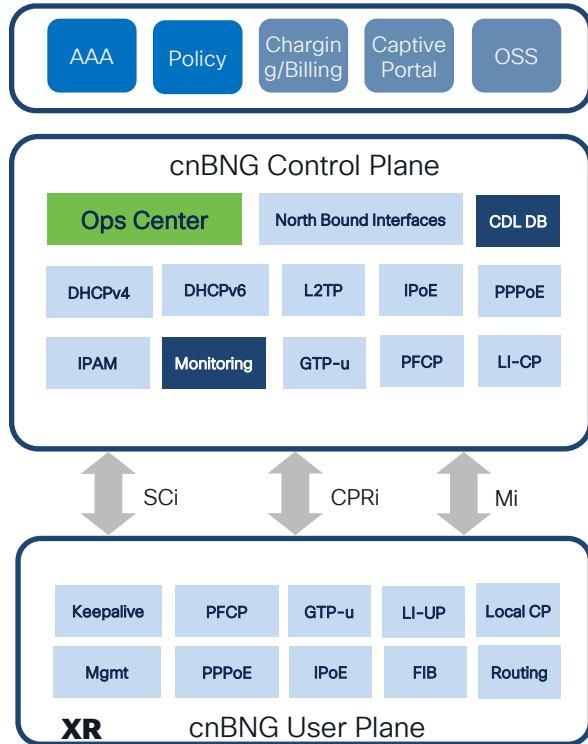 AAA
Policy
Chargin
g/Billing
Captive
Portal
OSS
cnBNG Control Plane
Ops Center
North Bound Interfaces
CDL DB
DHCPv4
DHCPv6
L2TP
IPoE
PPPoE
IPAM
Monitoring
GTP-u
PFCP
LI-CP
SCi
CPRi
Mi
Keepalive
PFCP
GTP-u
LI-UP
Local CP
Mgmt
PPPoE
IPoE
FIB
Routing
XR
cnBNG User Plane